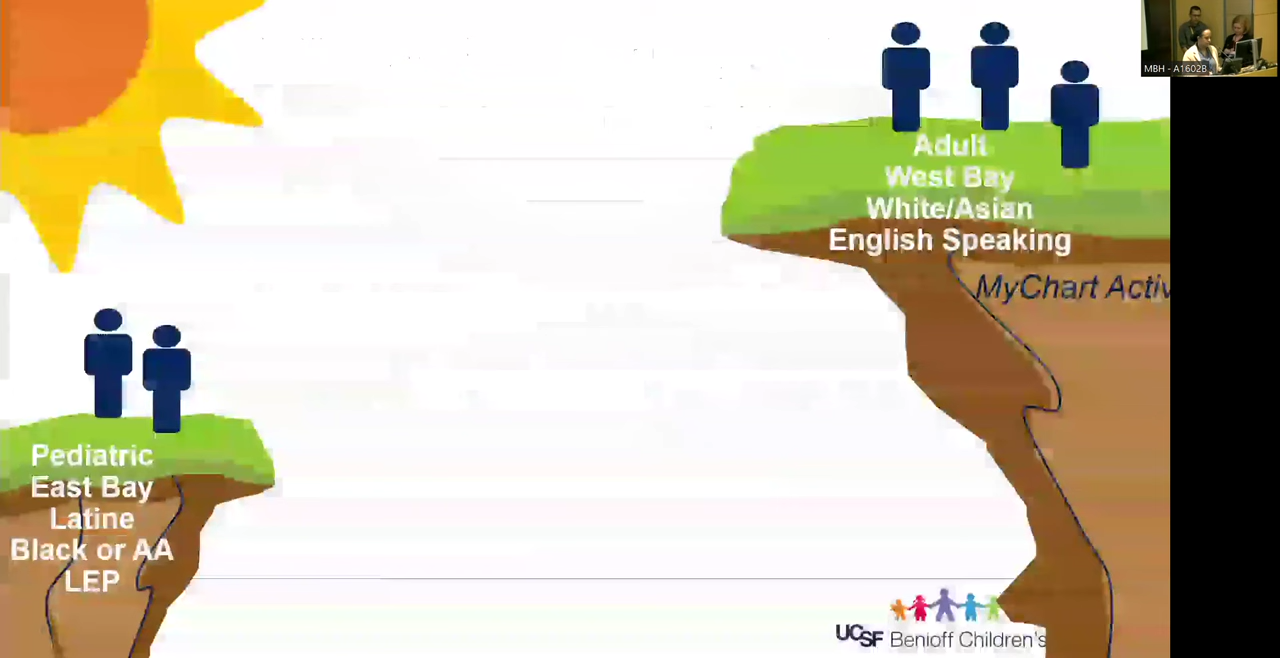 MBH - A1602B
Adult
West Bay
White/Asian
English Speaking
MyChart Activ
Pediatric
East Bay
Latine
Black or AA
LEP
UCSF Benioff Children's